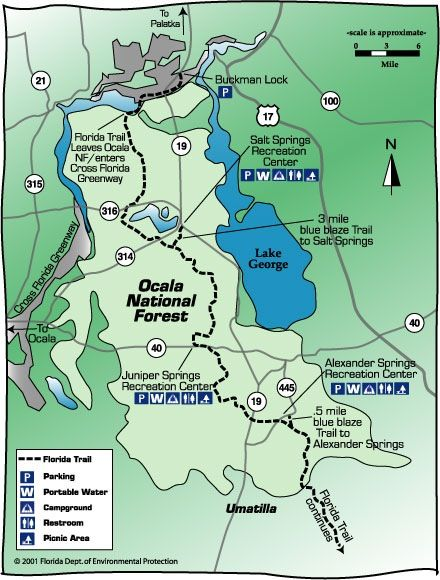 To
Palatka
-scale is approximate-
0 3 6
Mile
21
Buckman Lock
P
100
17
Florida Trail
Leaves Ocala
NF/enters
Cross Florida
Greenway
19
Salt Springs
Recreation
Center
P W
N
315
316
3 mile
blue blaze Trail
to Salt Springs
Cross Florida Greenway
314
Lake
George
Ocala
National
Forest
To
Ocala
40
40
Juniper Springs
Recreation Center
P W
Alexander Springs
Recreation Center
P W
445
19
.5 mile
blue blaze
Trail to
Alexander Springs
Florida Trail
P Parking
W Portable Water
Campground
Restroom
Picnic Area
Umatilla
Florida Trail
continues
© 2001 Florida Dept. of Environmental Protection